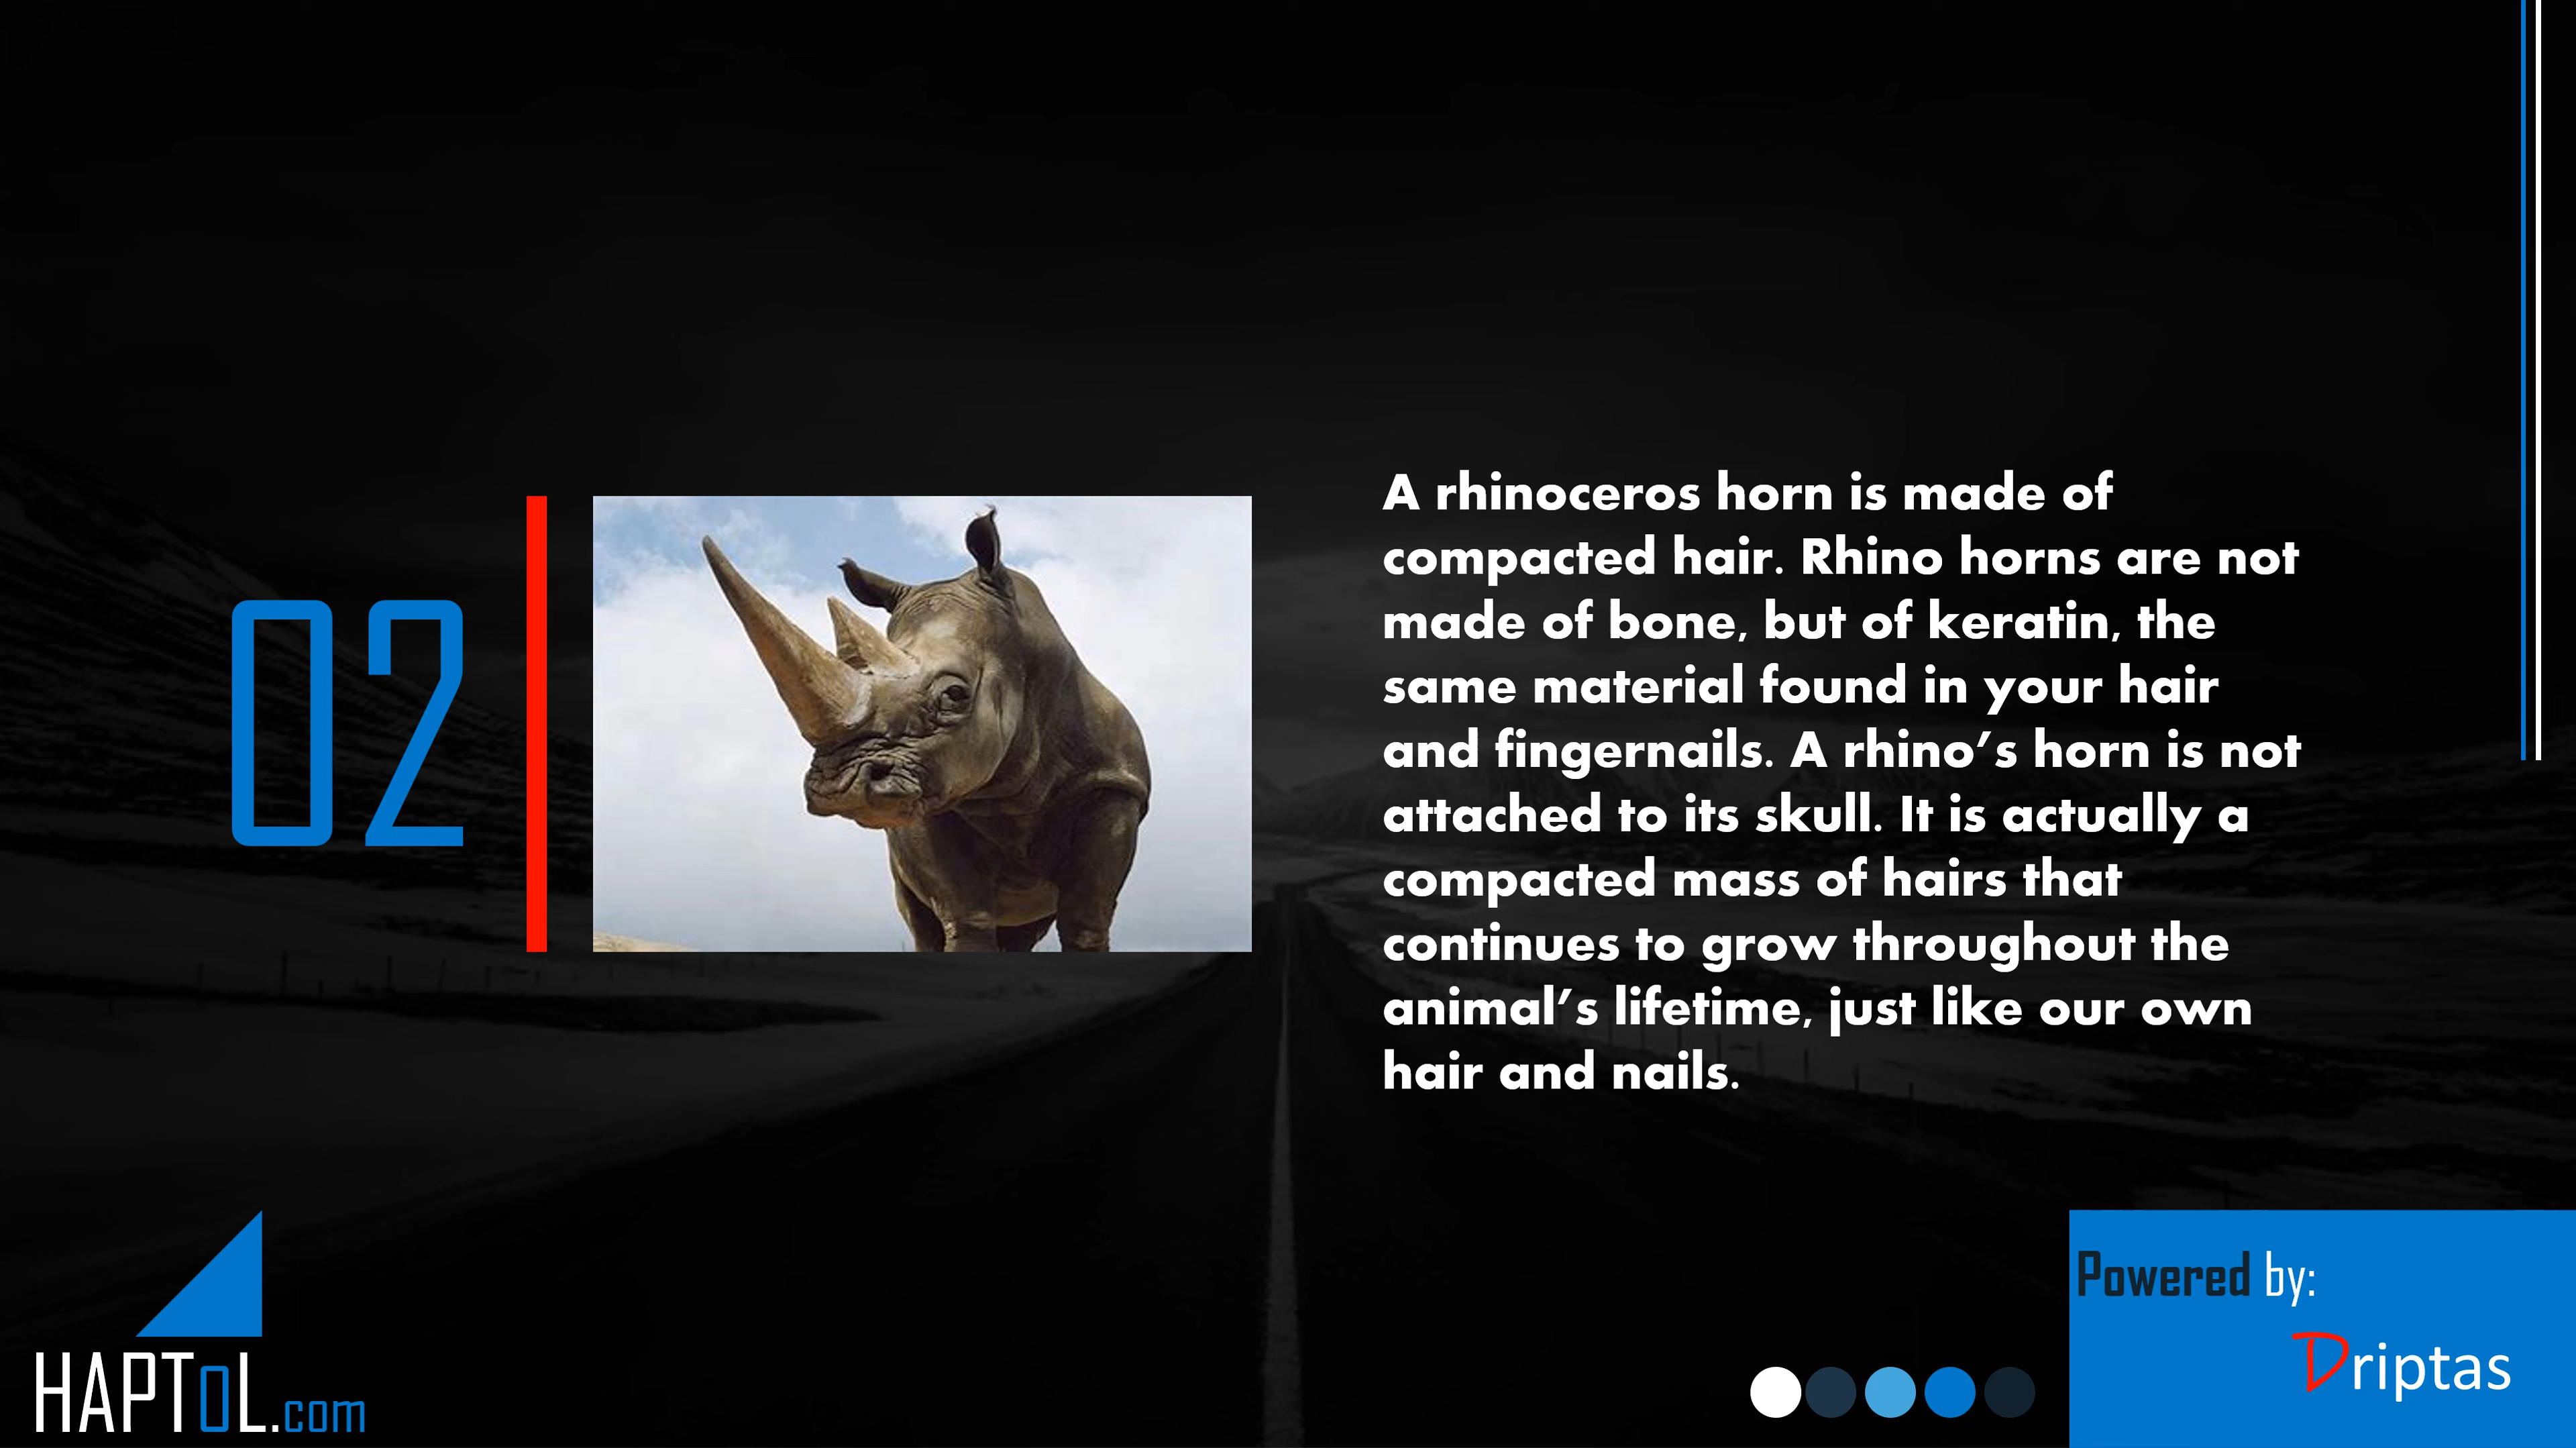 02
A rhinoceros horn is made of
compacted hair. Rhino horns are not
made of bone, but of keratin, the
same material found in your hair
and fingernails. A rhino’s horn is not
attached to its skull. It is actually a
compacted mass of hairs that
continues to grow throughout the
animal’s lifetime, just like our own
hair and nails.
HAPToL.com
Powered by:
Driptas